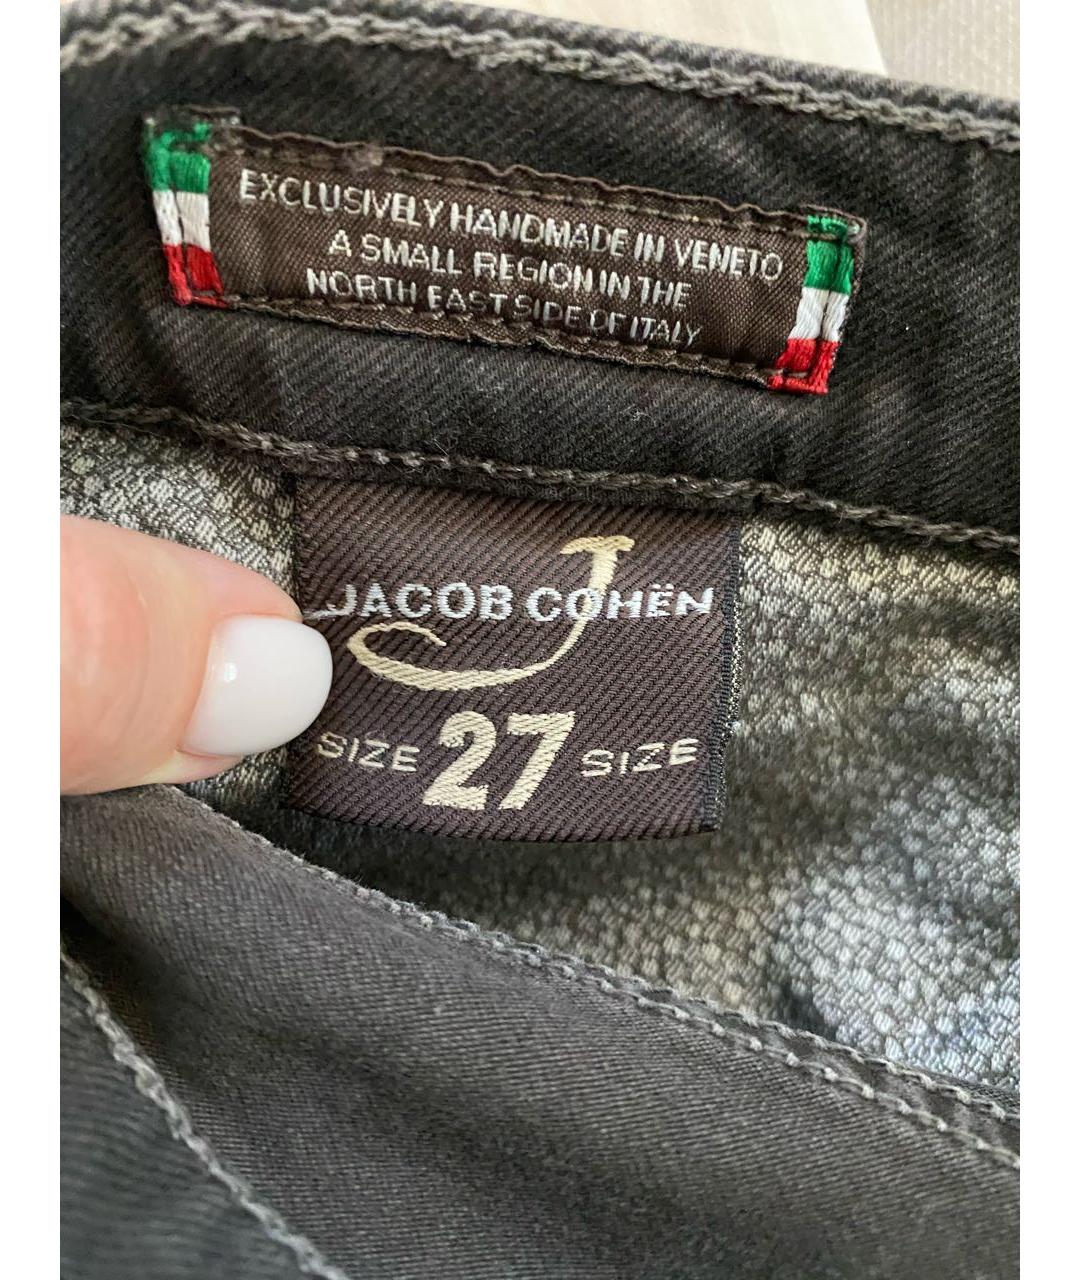 EXCLUSIVELY HANDMADE IN VENETO
A SMALL REGION IN THE
NORTH EAST SIDE OF ITALY
J
JACOB COHËN
SIZE 27 SIZE